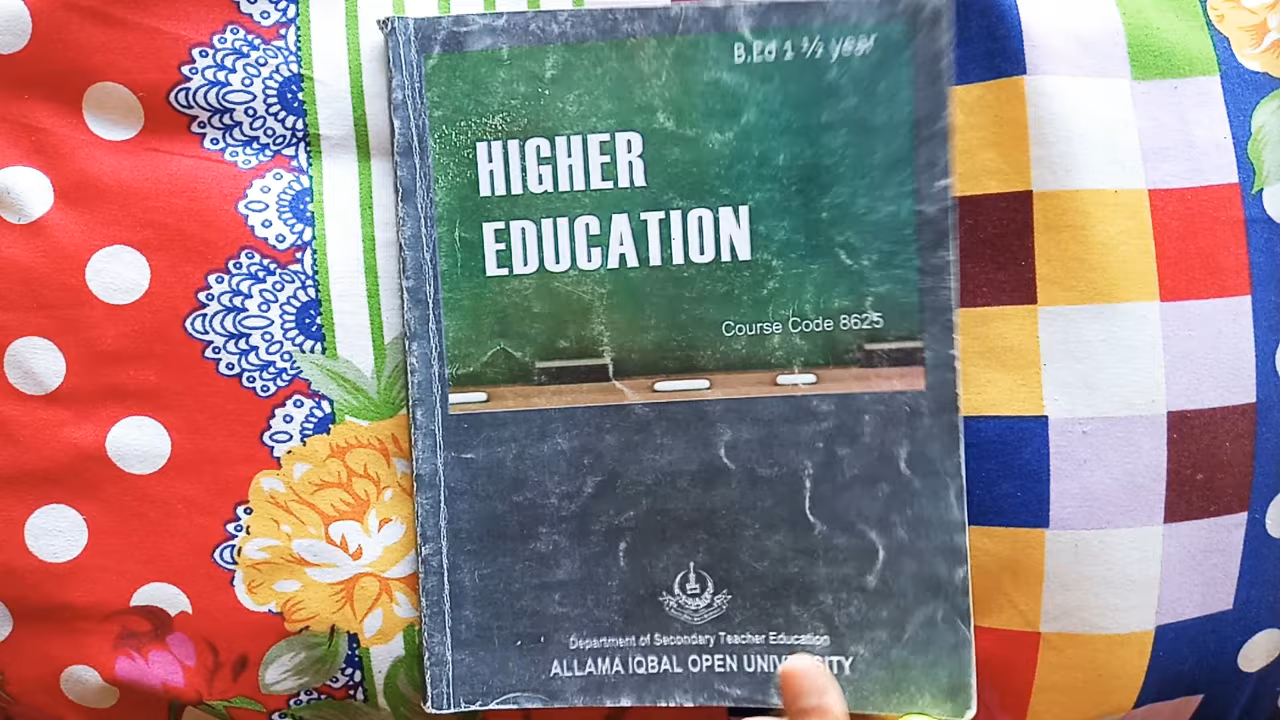 B.Ed 1 ½ year
HIGHER
EDUCATION
Course Code 8625
Department of Secondary Teacher Education
ALLAMA IQBAL OPEN UNIVERSITY